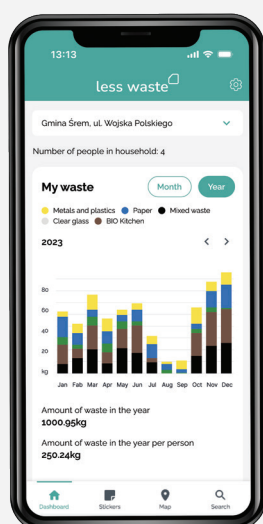 13:13
less waste
Gmina Śrem, ul. Wojska Polskiego
Number of people in household: 4
My waste
Month
Year
Metals and plastics
Paper
Mixed waste
Clear glass
BIO Kitchen
2023
80
60
40
20
kg
Jan Feb Mar Apr May Jun Jul Aug Sep Oct Nov Dec
Amount of waste in the year
1000.95kg
Amount of waste in the year per person
250.24kg
Dashboard
Stickers
Map
Search